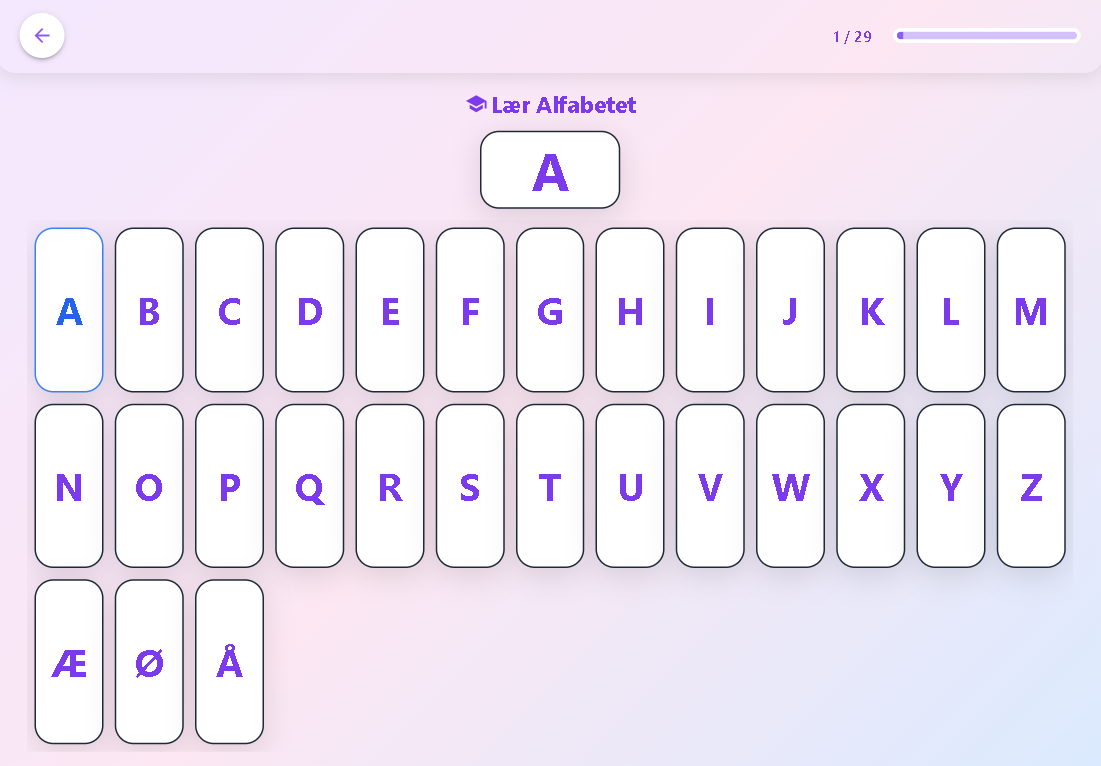 1 / 29
Lær Alfabetet
A
A B C D E F G H I J K L M
N O P Q R S T U V W X Y Z
Æ Ø Å